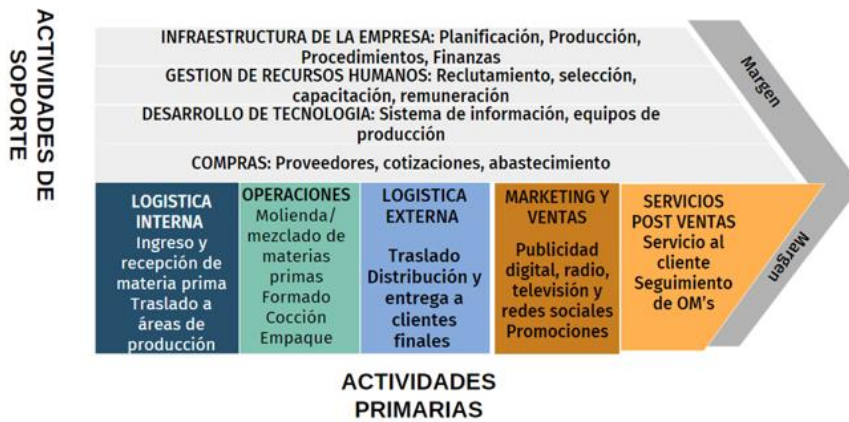 ACTIVIDADES DE
SOPORTE
INFRAESTRUCTURA DE LA EMPRESA: Planificación, Producción,
Procedimientos, Finanzas
GESTION DE RECURSOS HUMANOS: Reclutamiento, selección,
capacitación, remuneración
DESARROLLO DE TECNOLOGIA: Sistema de información, equipos de
producción
COMPRAS: Proveedores, cotizaciones, abastecimiento
Margen
LOGISTICA
INTERNA
Ingreso y
recepción de
materia prima
Traslado a
áreas de
producción
OPERACIONES
Molienda/
mezclado de
materias
primas
Formado
Cocción
Empaque
LOGISTICA
EXTERNA
Traslado
Distribución y
entrega a
clientes
finales
MARKETING Y
VENTAS
Publicidad
digital, radio,
televisión y
redes sociales
Promociones
SERVICIOS
POST VENTAS
Servicio al
cliente
Seguimiento
de OM's
Margen
ACTIVIDADES
PRIMARIAS